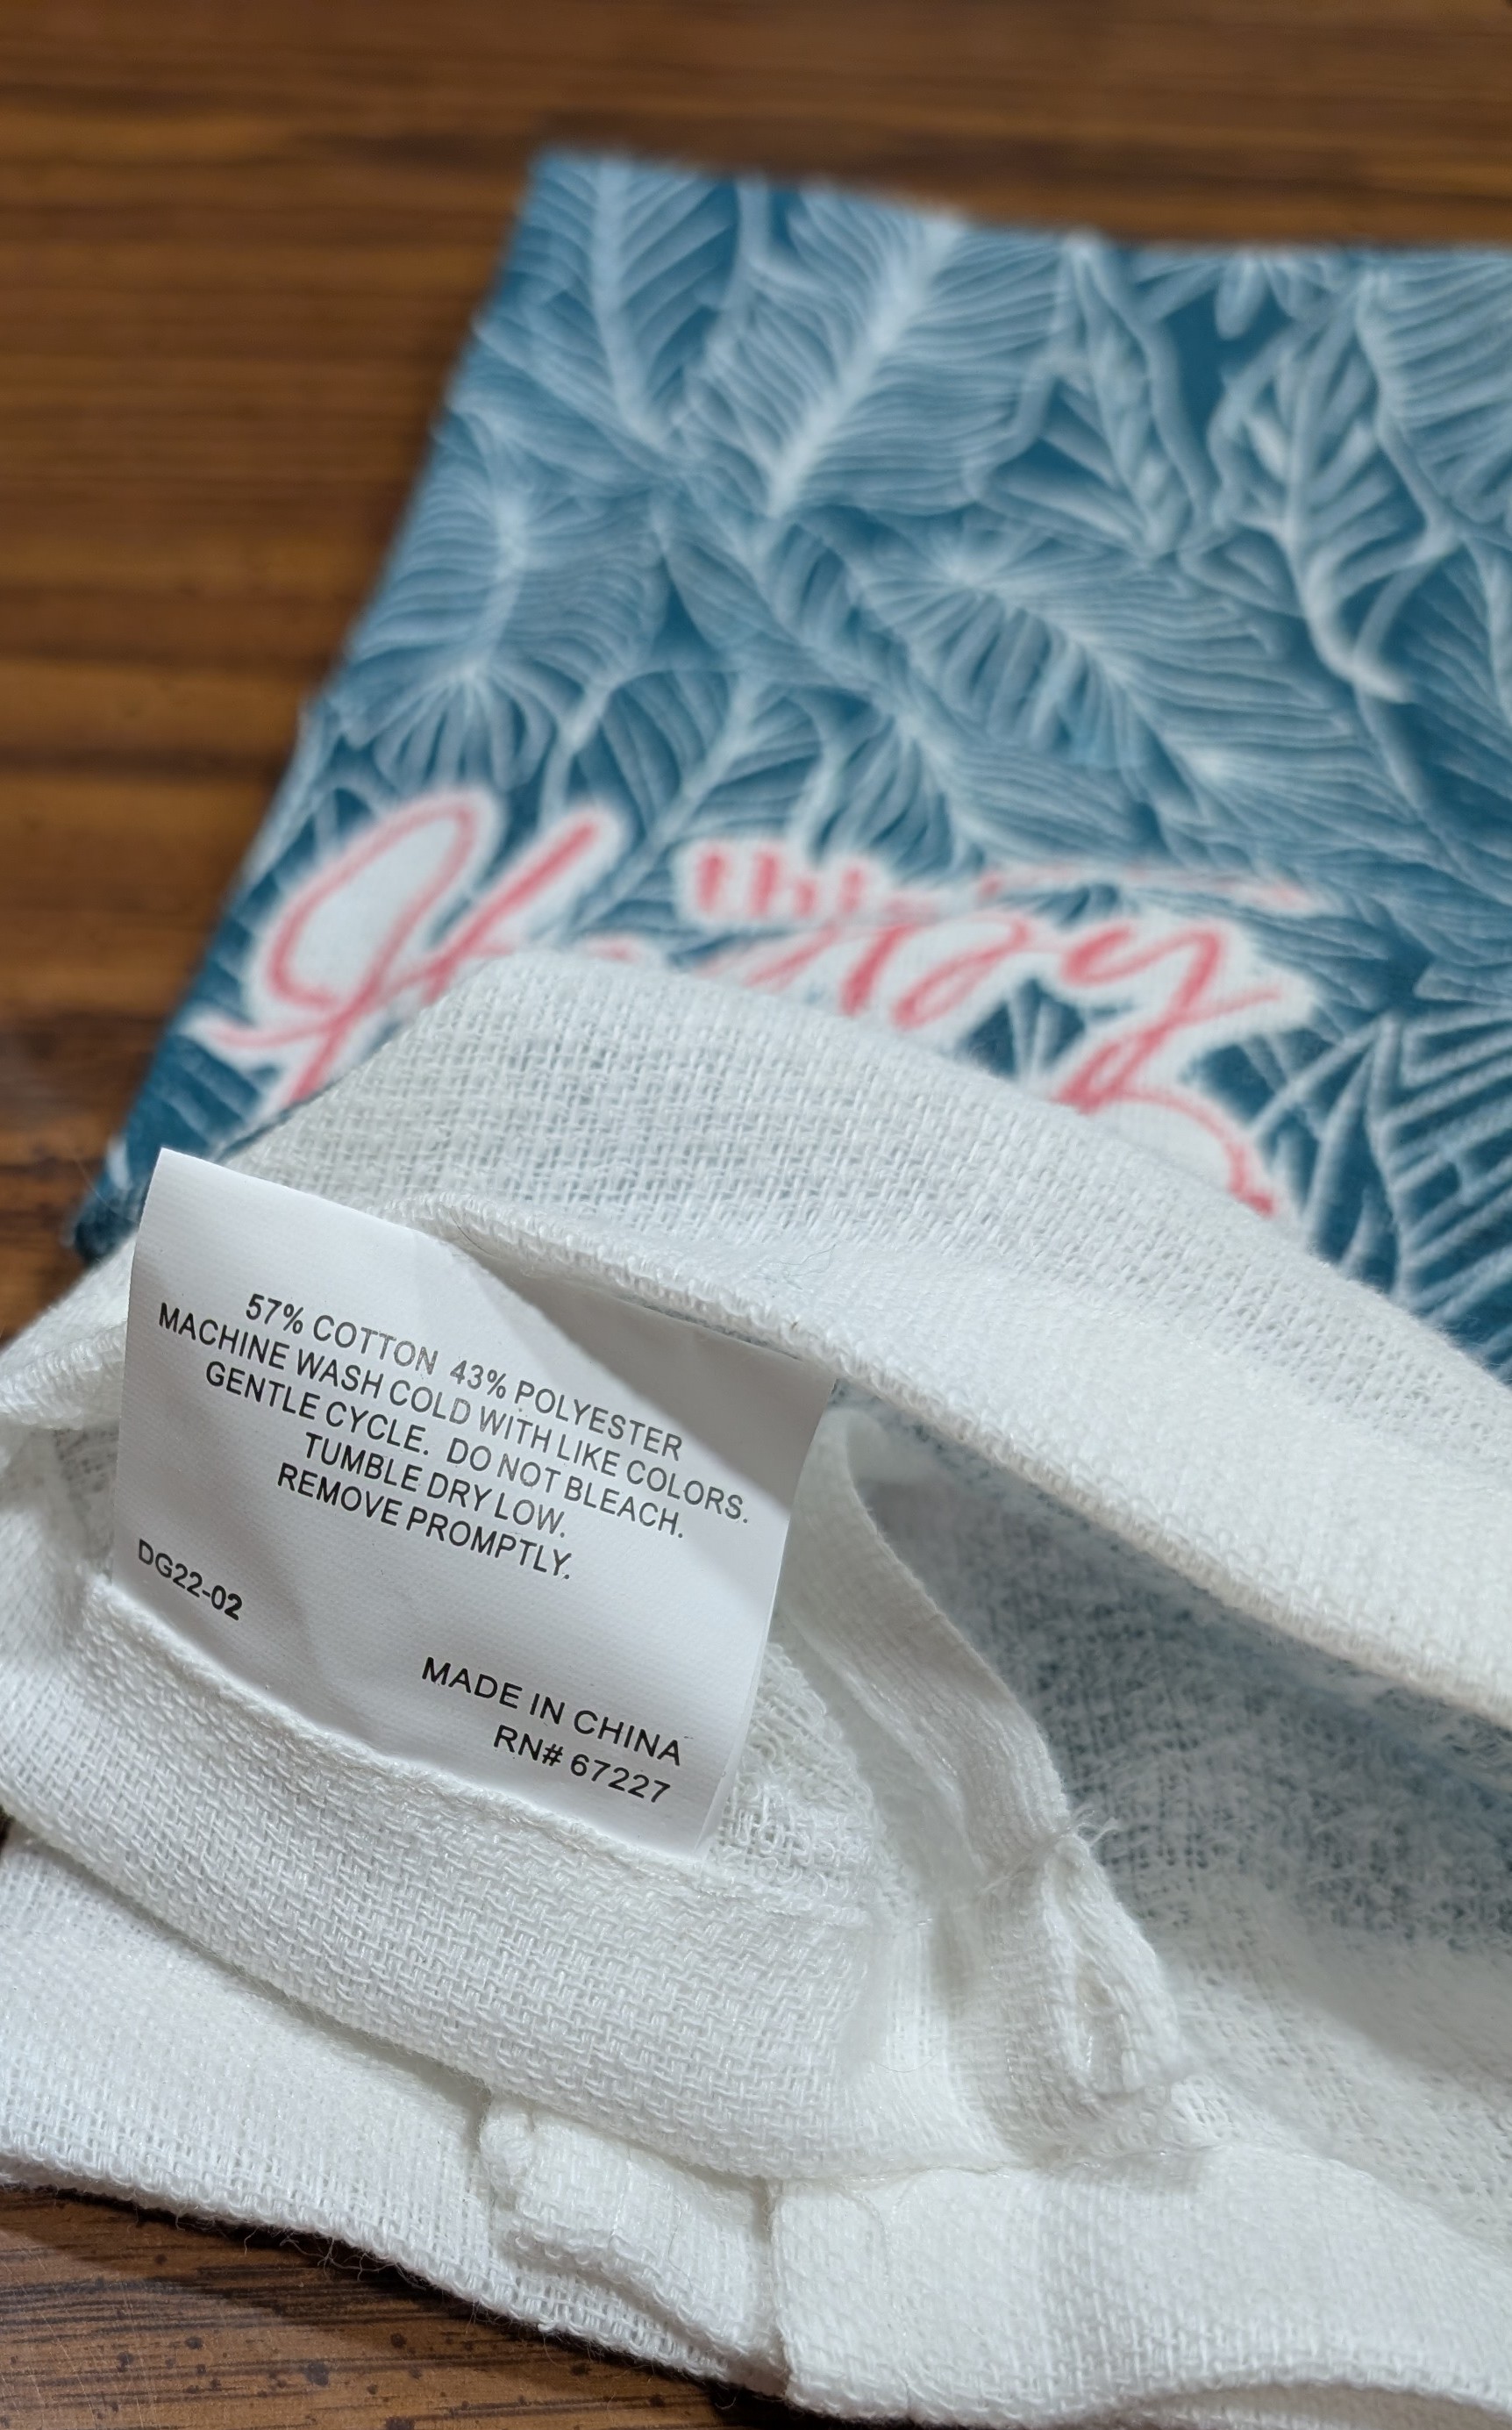 this
57% COTTON 43% POLYESTER
MACHINE WASH COLD WITH LIKE COLORS.
GENTLE CYCLE. DO NOT BLEACH.
TUMBLE DRY LOW.
REMOVE PROMPTLY.
DG22-02
MADE IN CHINA
RN# 67227